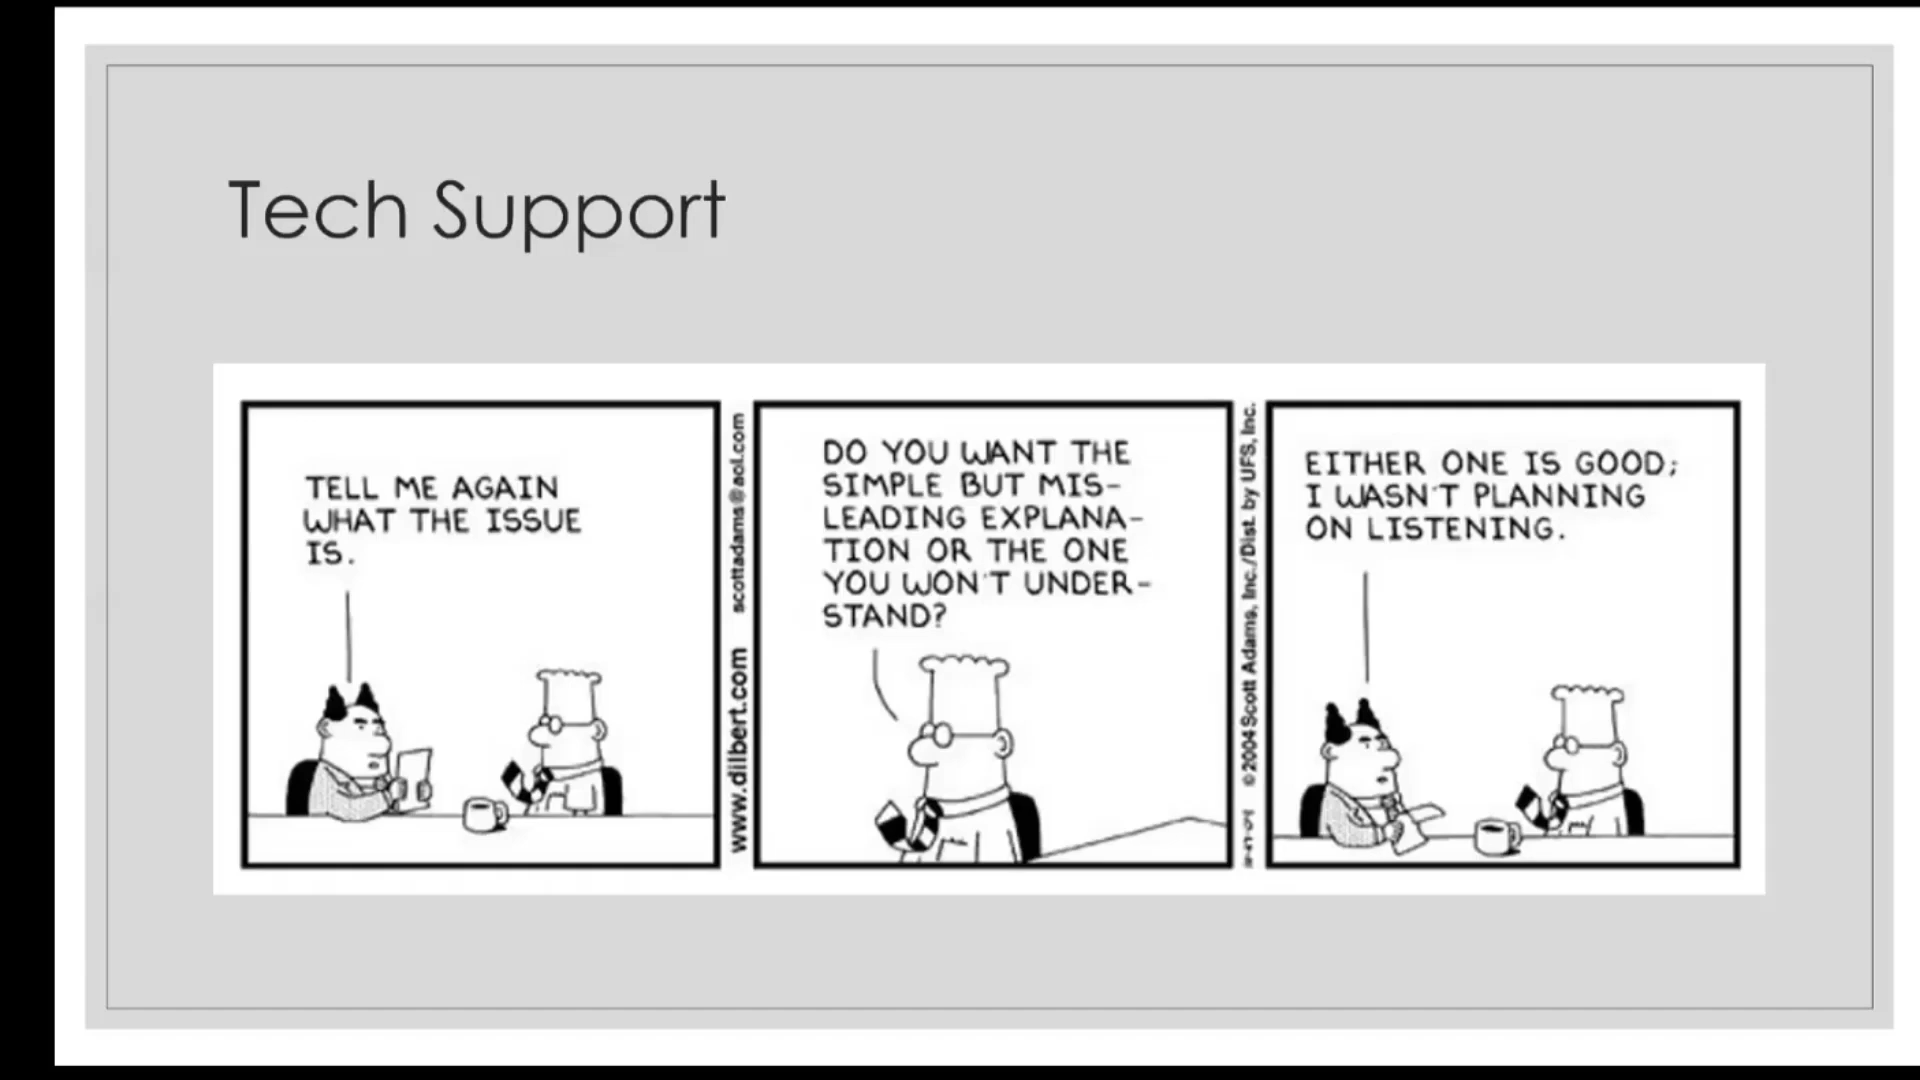 Tech Support
TELL ME AGAIN
WHAT THE ISSUE
IS.
www.dilbert.com scottadams@aol.com
DO YOU WANT THE
SIMPLE BUT MIS-
LEADING EXPLANA-
TION OR THE ONE
YOU WON'T UNDER-
STAND?
©2004 Scott Adams, Inc./Dist. by UFS, Inc.
EITHER ONE IS GOOD;
I WASN'T PLANNING
ON LISTENING.